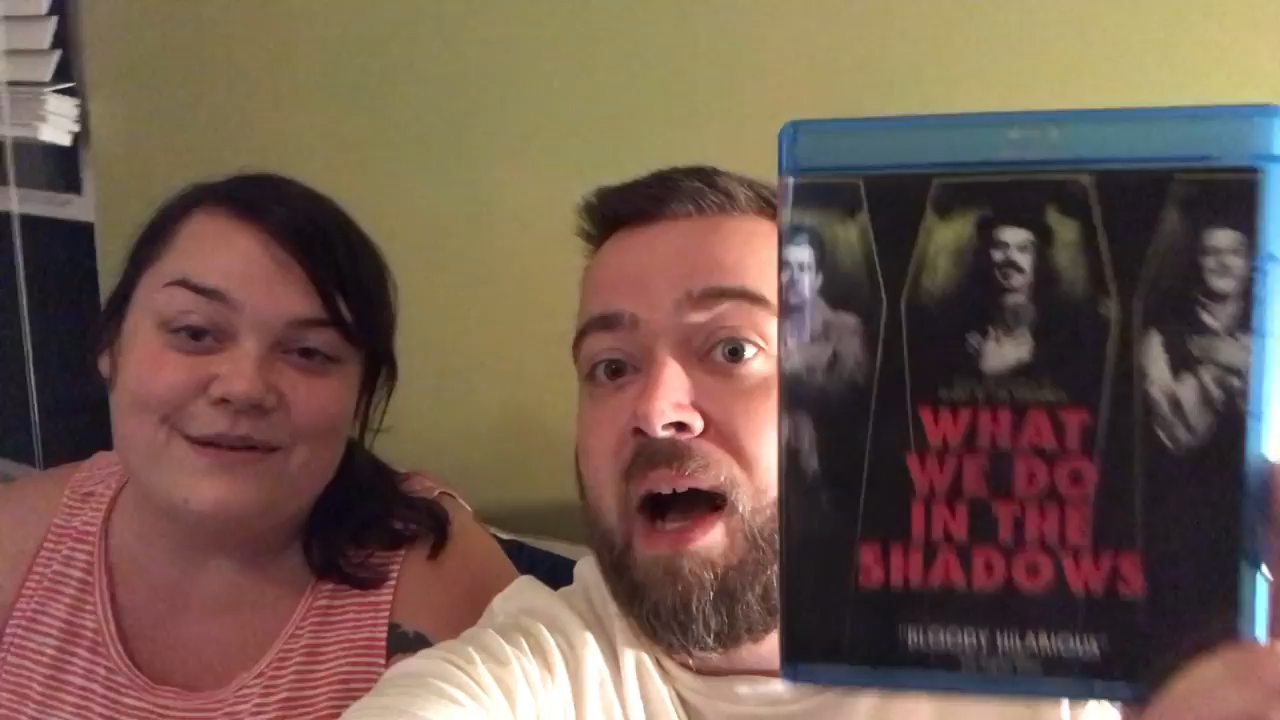 WHAT
WE DO
IN THE
SHADOWS
"BLOODY HILARIOUS"